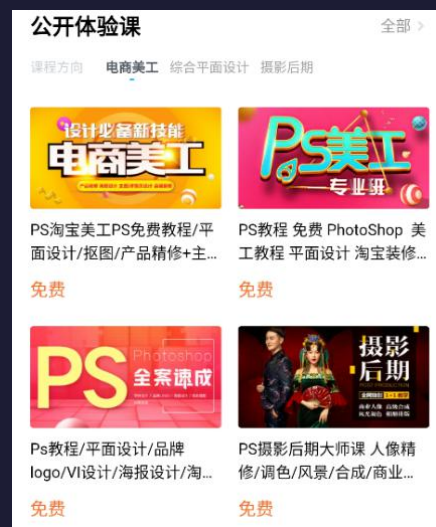 公开体验课
全部 >
课程方向 电商美工 综合平面设计 摄影后期
设计必备新技能
电商美工
PS美工
专业班
PS淘宝美工PS免费教程/平
面设计/抠图/产品精修+主...
PS教程 免费 PhotoShop 美
工教程 平面设计 淘宝装修...
免费
免费
PS
Photoshop
全案速成
摄影
后期
POST-PRODUCTION
Ps教程/平面设计/品牌
logo/VI设计/海报设计/淘...
PS摄影后期大师课 人像精
修/调色/风景/合成/商业...
免费
免费